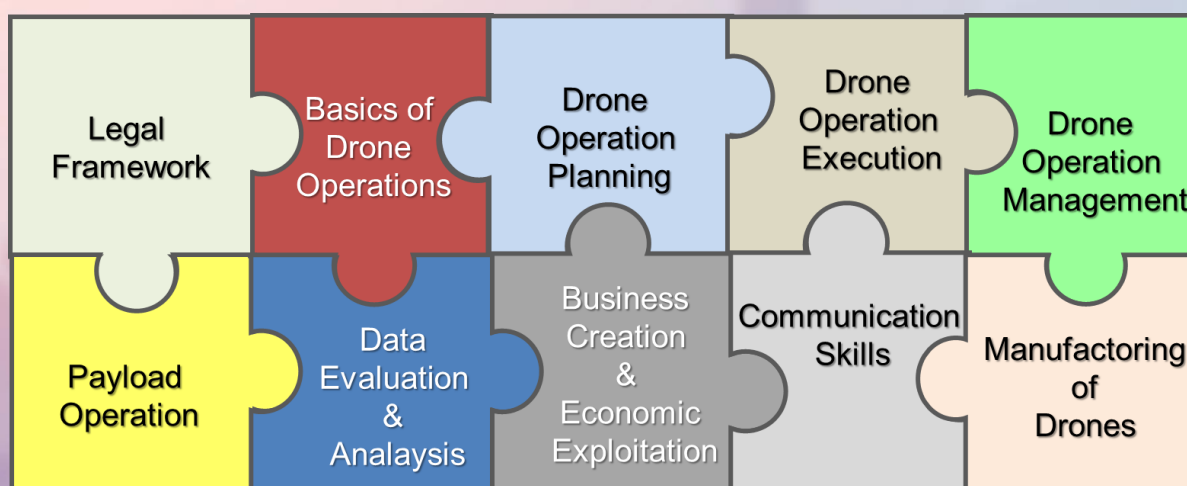 Legal
Framework
Basics of
Drone
Operations
Drone
Operation
Planning
Drone
Operation
Execution
Drone
Operation
Management
Payload
Operation
Data
Evaluation
&
Analaysis
Business
Creation
&
Economic
Exploitation
Communication
Skills
Manufactoring
of
Drones